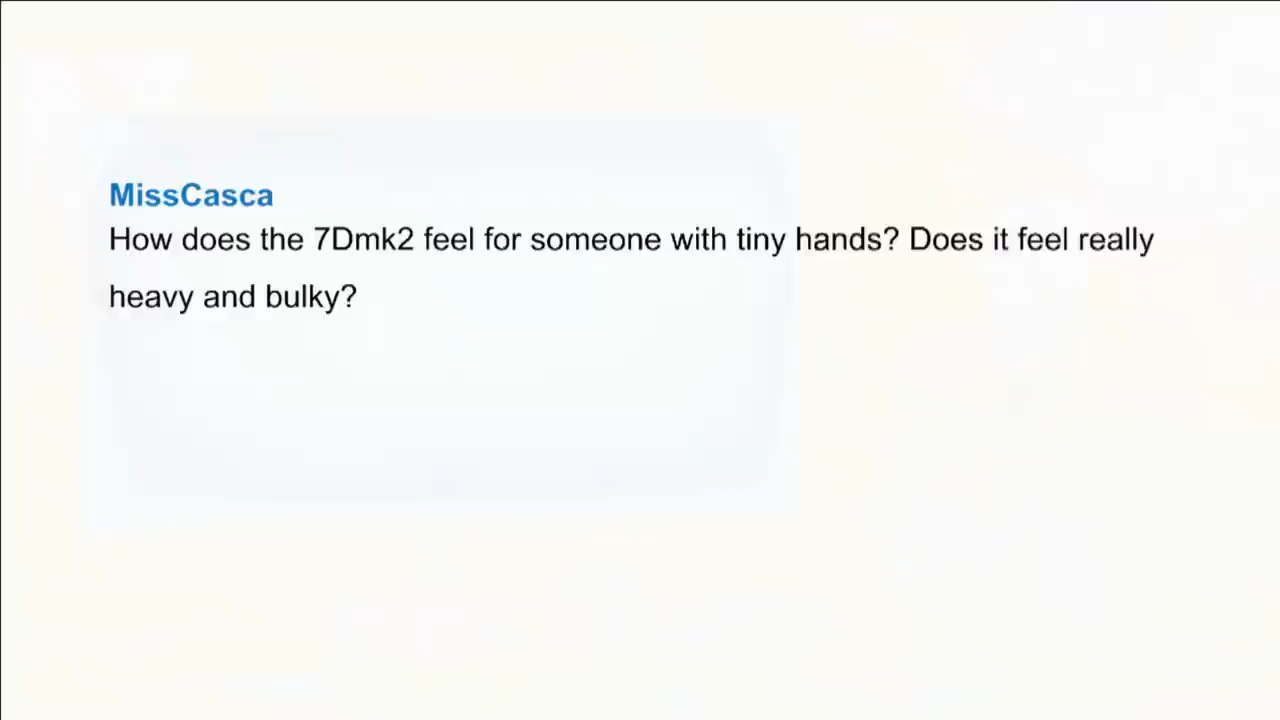 MissCasca
How does the 7Dmk2 feel for someone with tiny hands? Does it feel really
heavy and bulky?